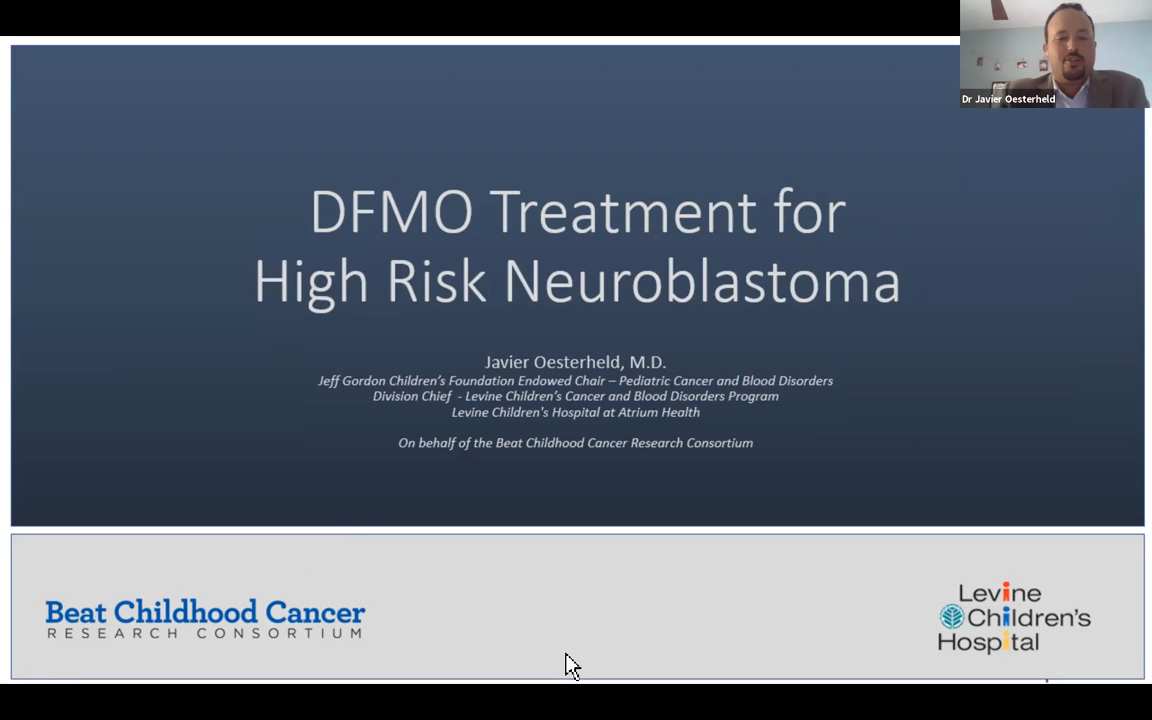 Dr Javier Oesterheld
DFMO Treatment for
High Risk Neuroblastoma
Javier Oesterheld, M.D.
Jeff Gordon Children's Foundation Endowed Chair – Pediatric Cancer and Blood Disorders
Division Chief - Levine Children's Cancer and Blood Disorders Program
Levine Children's Hospital at Atrium Health
On behalf of the Beat Childhood Cancer Research Consortium
Beat Childhood Cancer
RESEARCH CONSORTIUM
Levine
Children's
Hospital